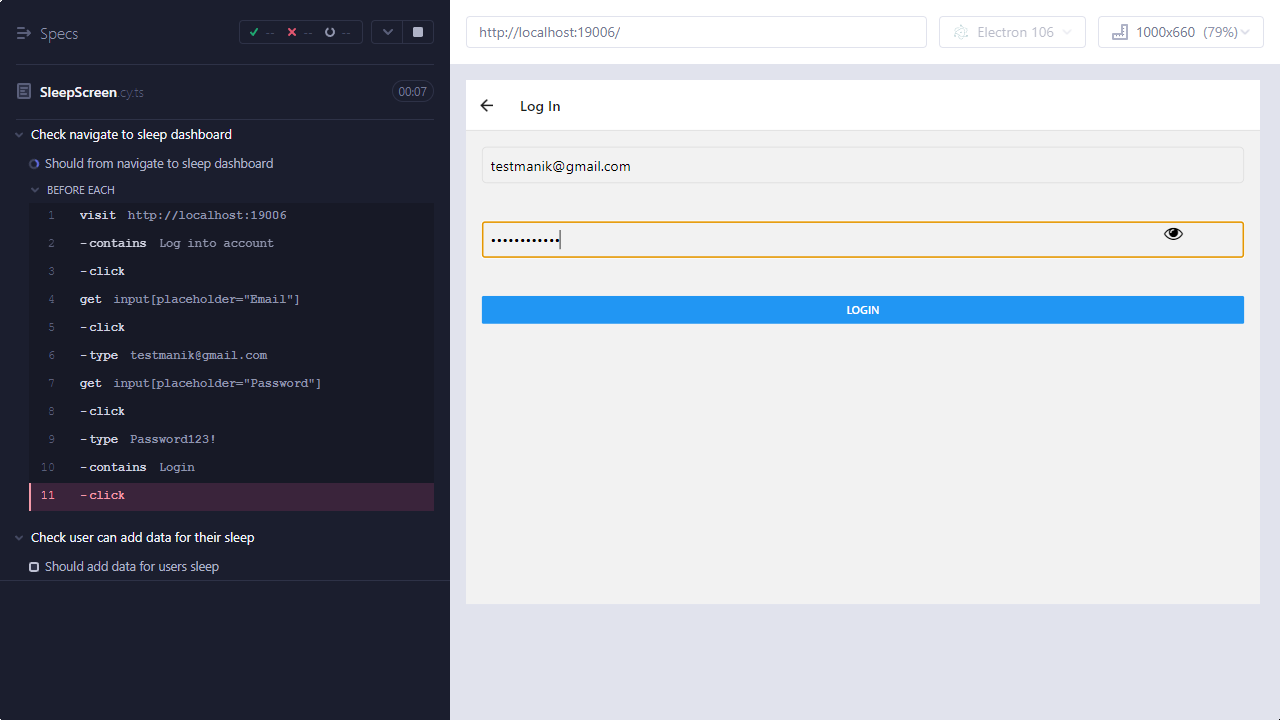 Specs
-- -- --
SleepScreen.cy.ts 00:07
Check navigate to sleep dashboard
Should from navigate to sleep dashboard
BEFORE EACH
1 visit http://localhost:19006
2 -contains Log into account
3 -click
4 get input[placeholder="Email"]
5 -click
6 -type testmanik@gmail.com
7 get input[placeholder="Password"]
8 -click
9 -type Password123!
10 -contains Login
11 -click
Check user can add data for their sleep
Should add data for users sleep
http://localhost:19006/
Electron 106
1000x660 (79%)
Log In
testmanik@gmail.com
••••••••••••
LOGIN